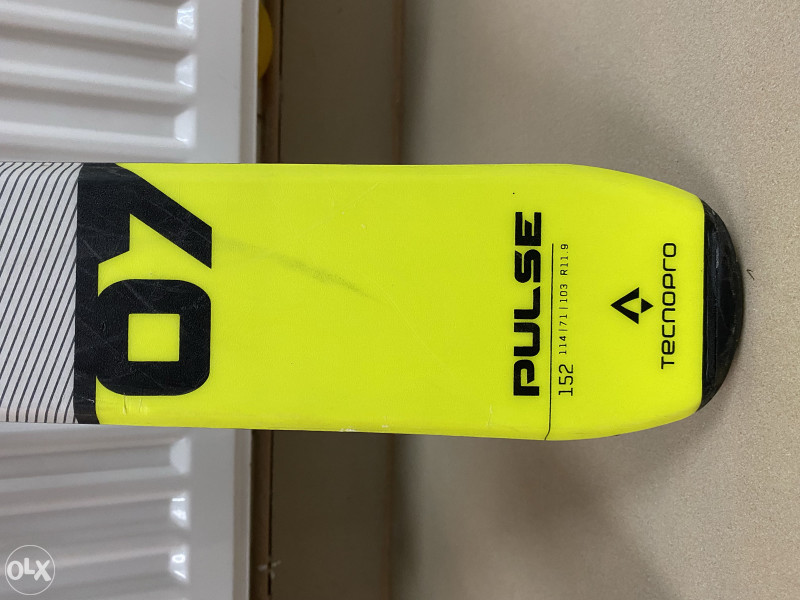 07
PULSE
152 114|71|103 R11.9
TECNOPRO
OLX